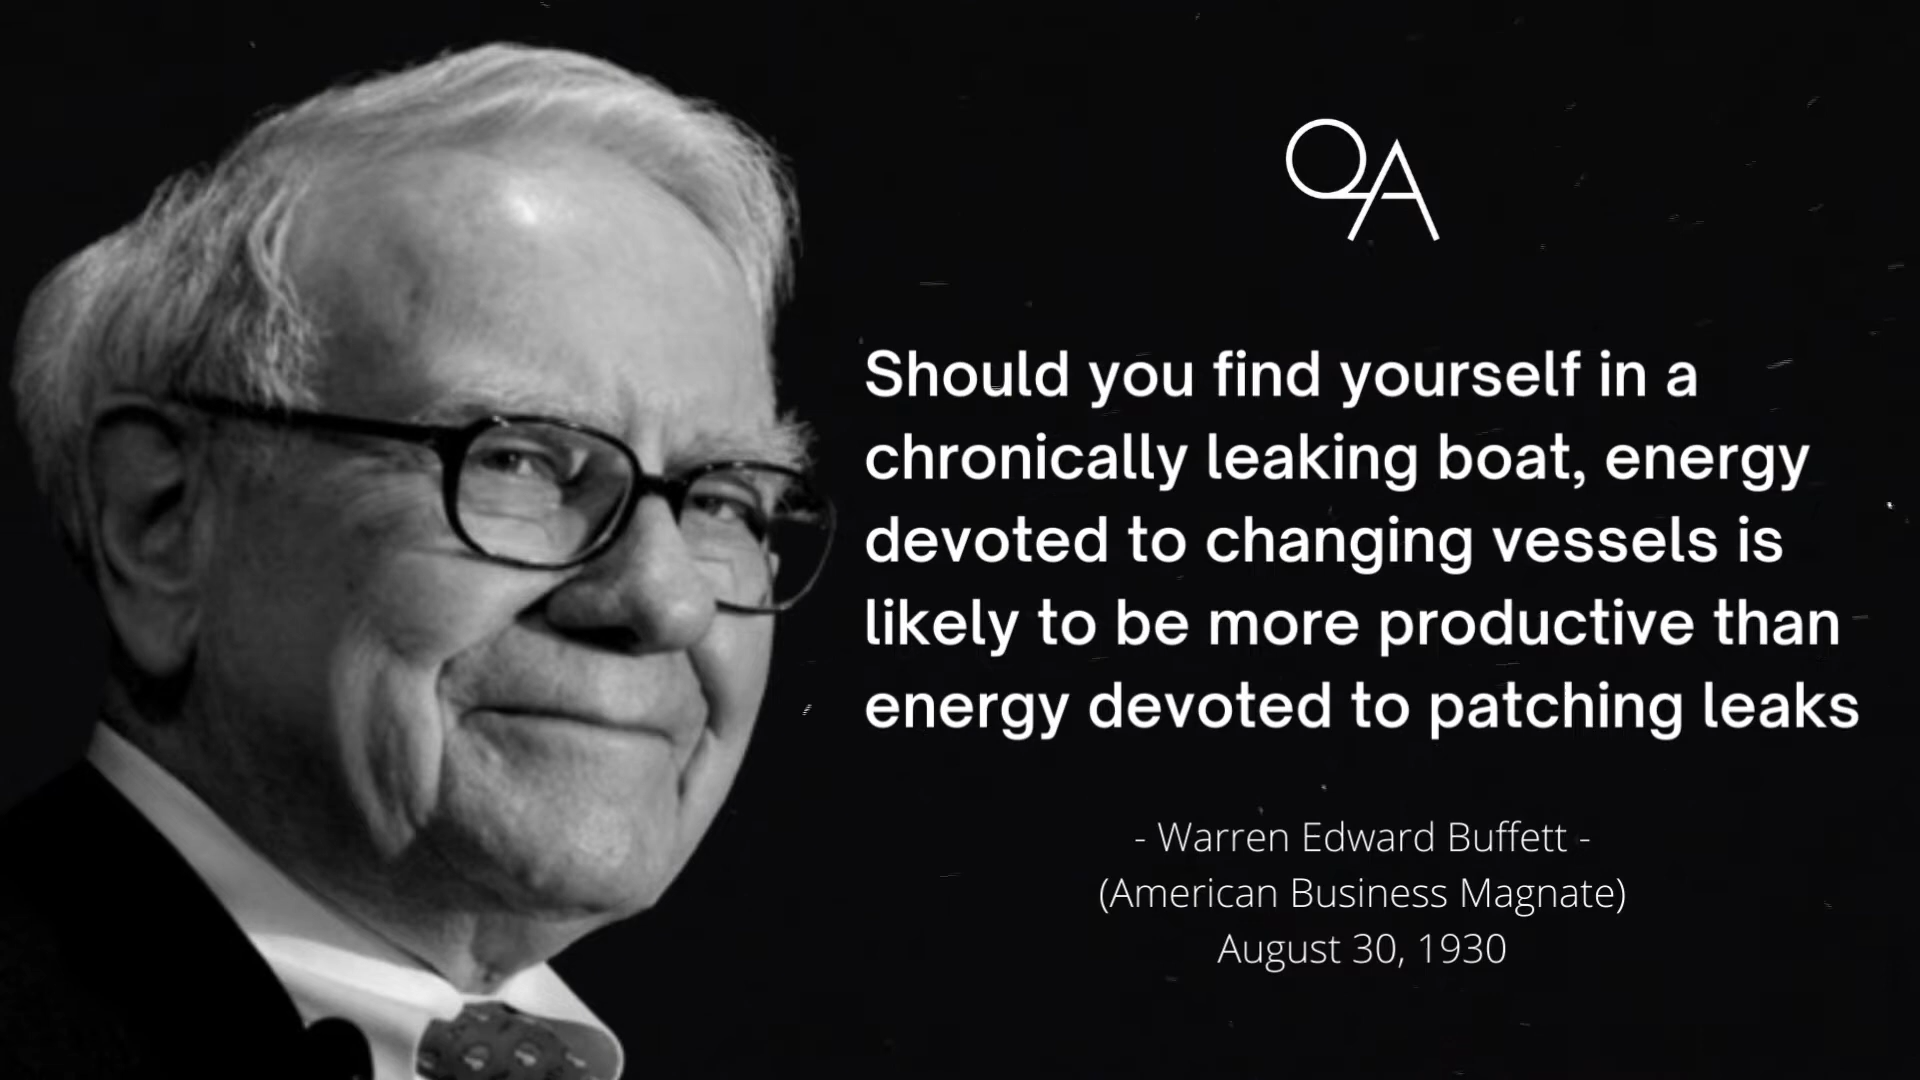 QA
Should you find yourself in a
chronically leaking boat, energy
devoted to changing vessels is
likely to be more productive than
energy devoted to patching leaks
- Warren Edward Buffett -
(American Business Magnate)
August 30, 1930